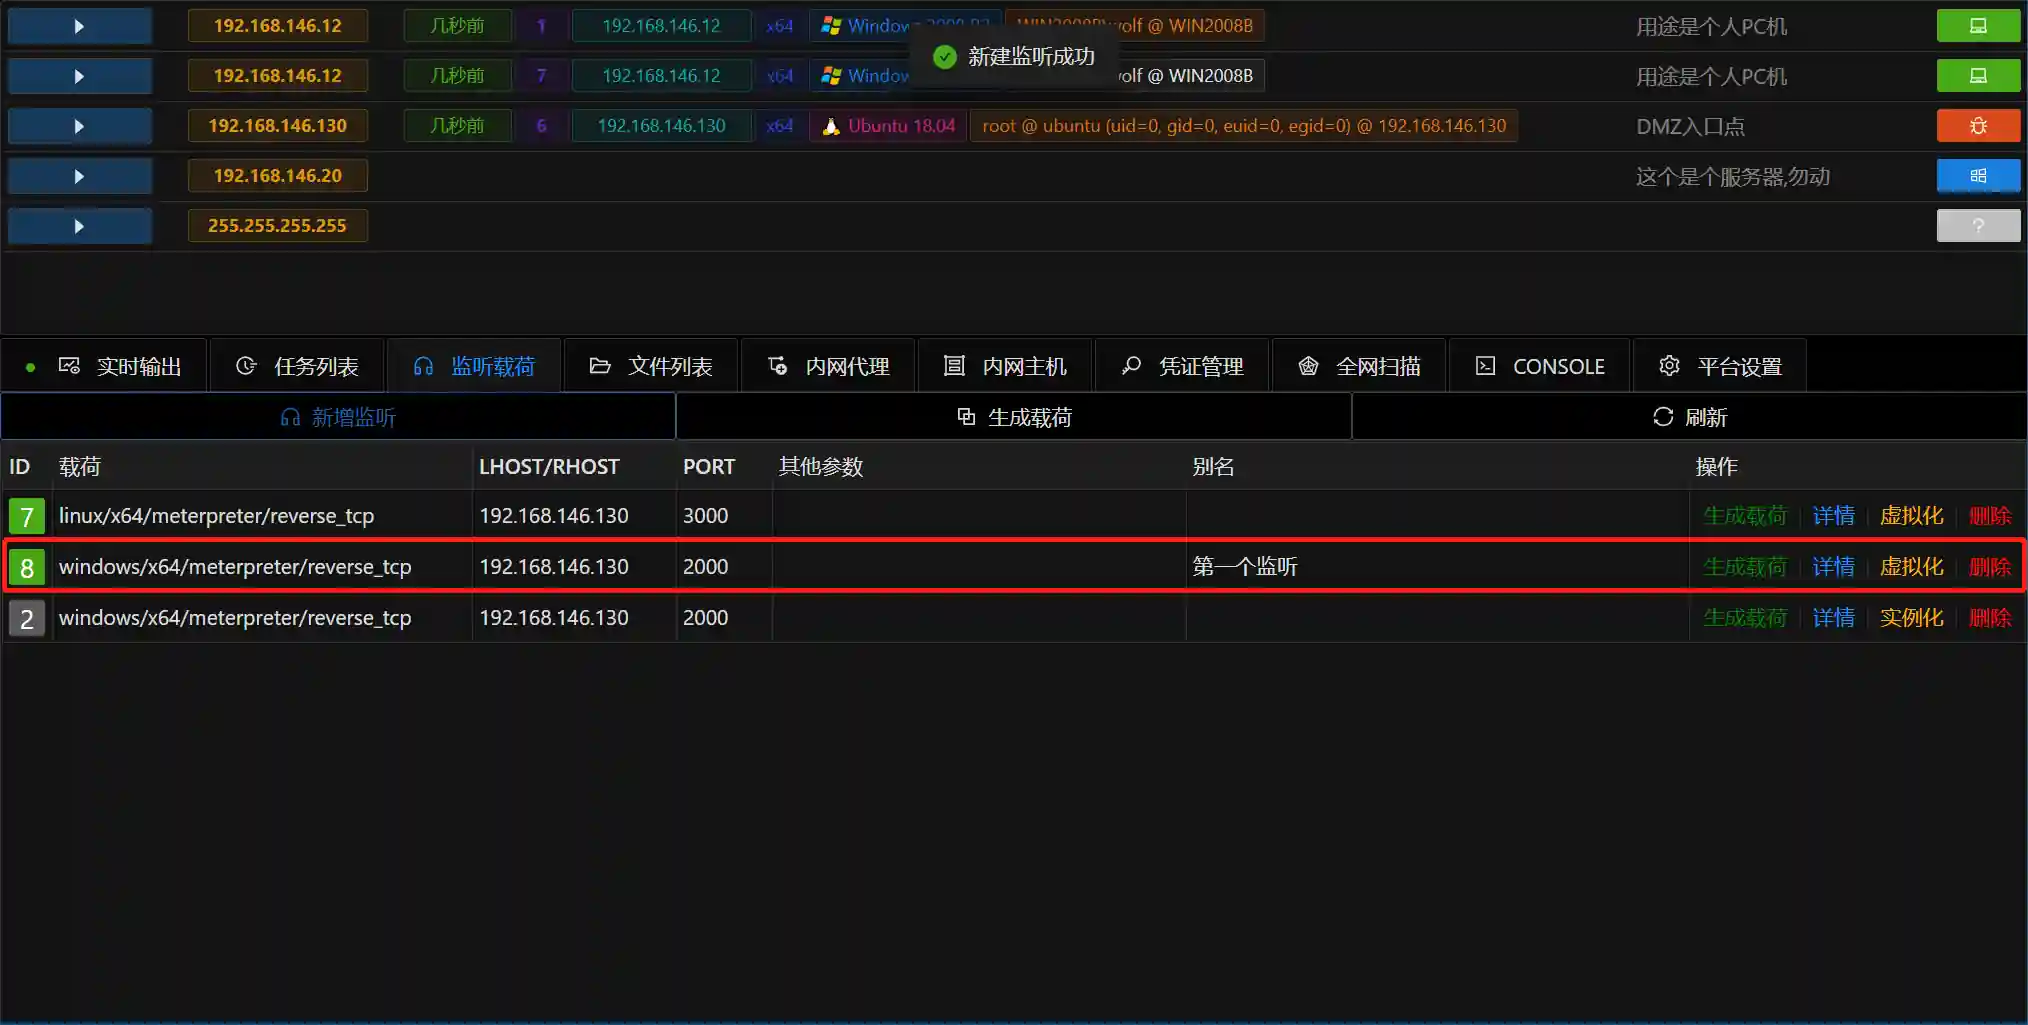 192.168.146.12 几秒前 1 192.168.146.12 x64 WIN2008B 用途是个人PC机
新建监听成功
192.168.146.12 几秒前 7 192.168.146.12 x64 olf @ WIN2008B 用途是个人PC机
192.168.146.130 几秒前 6 192.168.146.130 x64 Ubuntu 18.04 root @ ubuntu (uid=0, gid=0, euid=0, egid=0) @ 192.168.146.130 DMZ入口点
192.168.146.20 这个是个服务器,勿动
255.255.255.255 ?
实时输出 任务列表 监听载荷 文件列表 内网代理 内网主机 凭证管理 全网扫描 CONSOLE 平台设置
新增监听 生成载荷 刷新
ID 载荷 LHOST/RHOST PORT 其他参数 别名 操作
7 linux/x64/meterpreter/reverse_tcp 192.168.146.130 3000 生成载荷 详情 虚拟化 删除
8 windows/x64/meterpreter/reverse_tcp 192.168.146.130 2000 第一个监听 生成载荷 详情 虚拟化 删除
2 windows/x64/meterpreter/reverse_tcp 192.168.146.130 2000 生成载荷 详情 实例化 删除